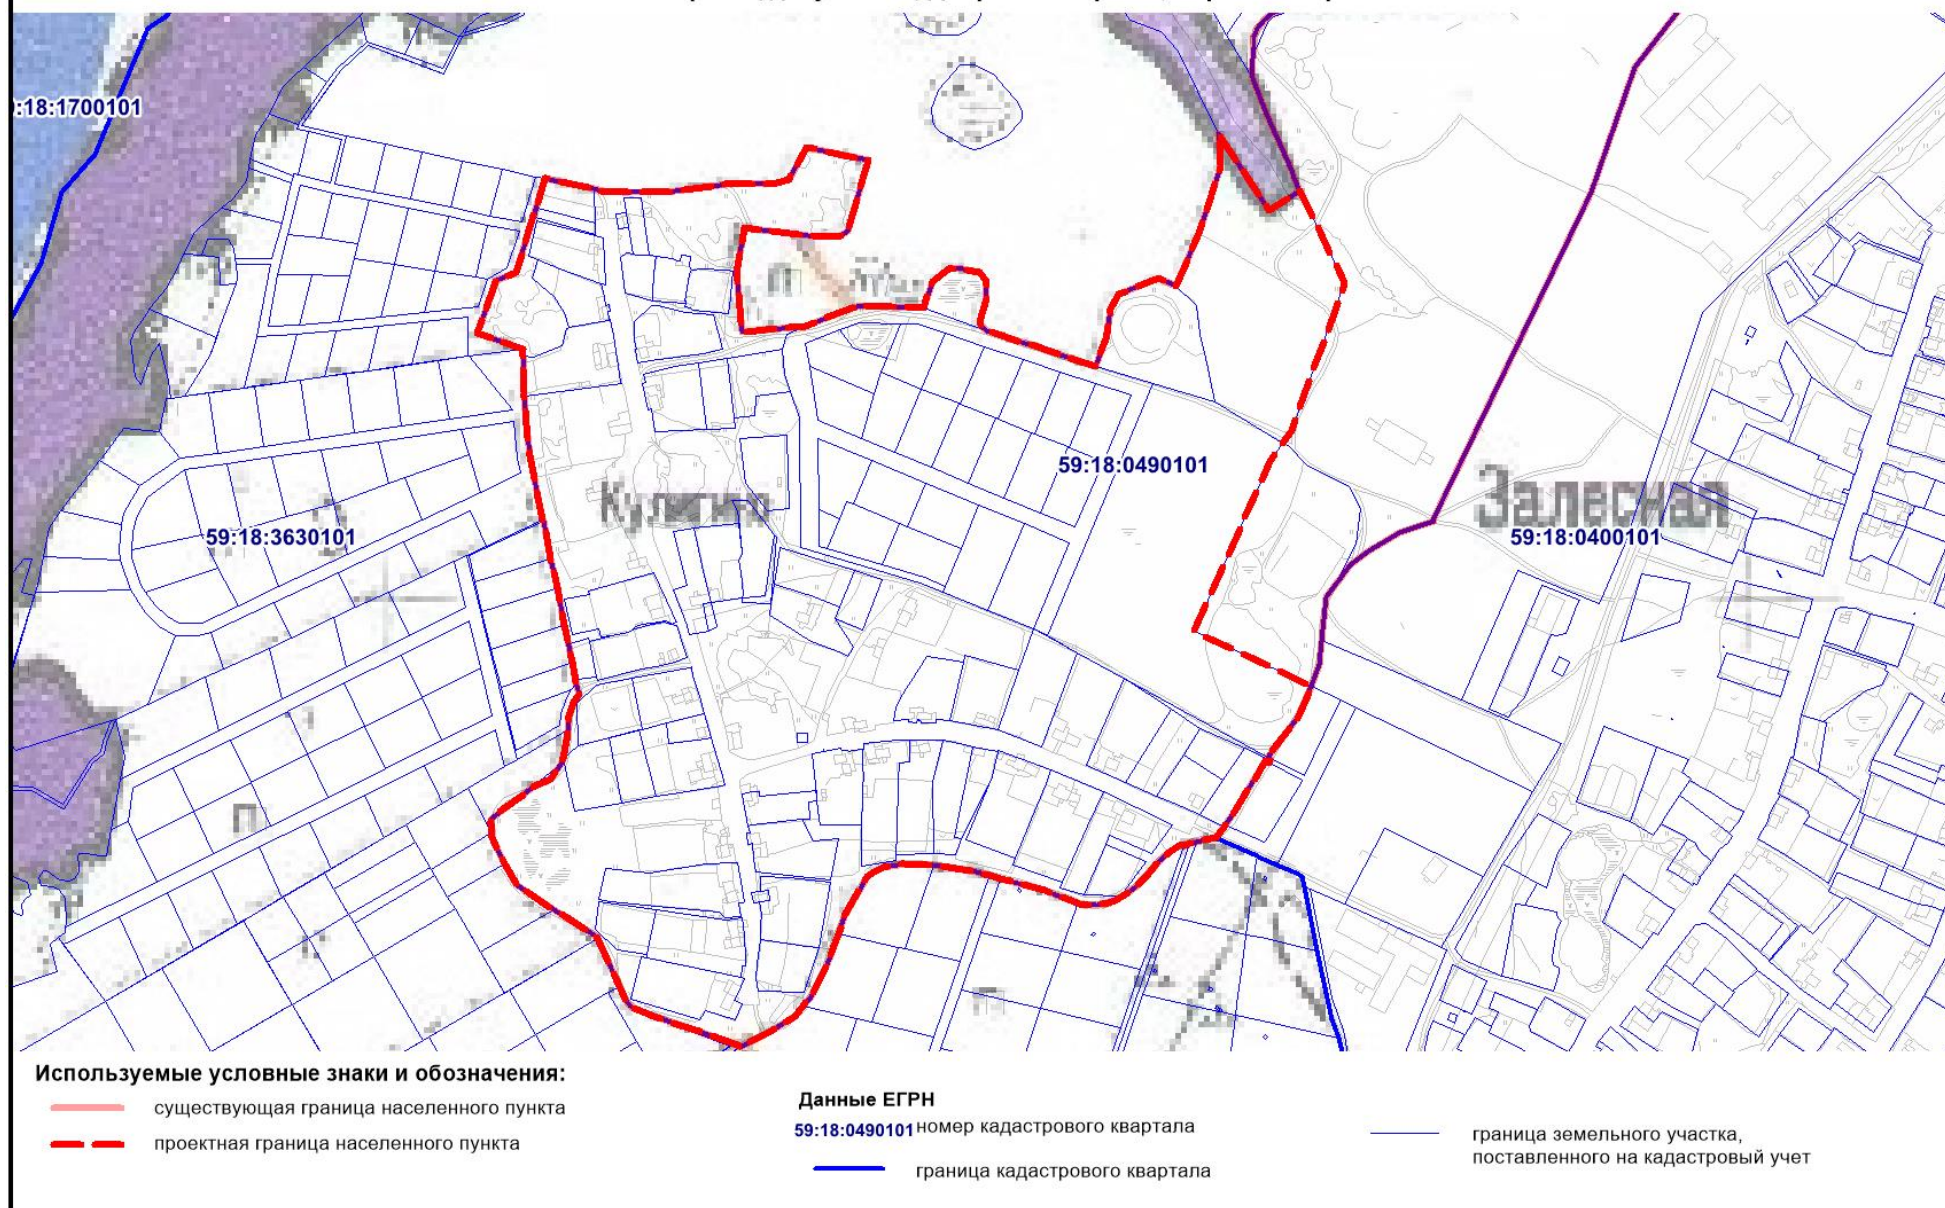 :18:1700101
59:18:0490101
Кулигина
Залесная
59:18:3630101
59:18:0400101
П
П
Используемые условные знаки и обозначения:
существующая граница населенного пункта
проектная граница населенного пункта
Данные ЕГРН
59:18:0490101 номер кадастрового квартала
граница кадастрового квартала
граница земельного участка,
поставленного на кадастровый учет